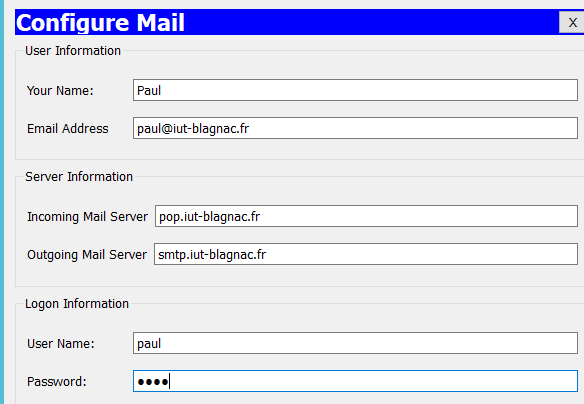 Configure Mail X
User Information
Your Name: Paul
Email Address paul@iut-blagnac.fr
Server Information
Incoming Mail Server pop.iut-blagnac.fr
Outgoing Mail Server smtp.iut-blagnac.fr
Logon Information
User Name: paul
Password: ●●●●